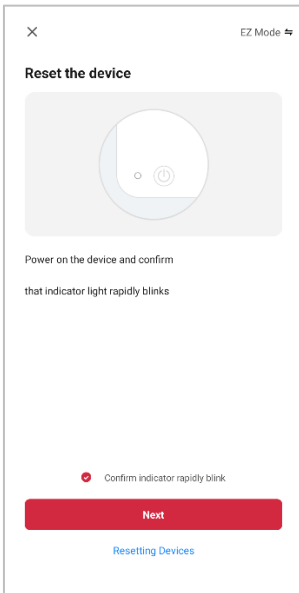 EZ Mode
Reset the device
Power on the device and confirm
that indicator light rapidly blinks
Confirm indicator rapidly blink
Next
Resetting Devices